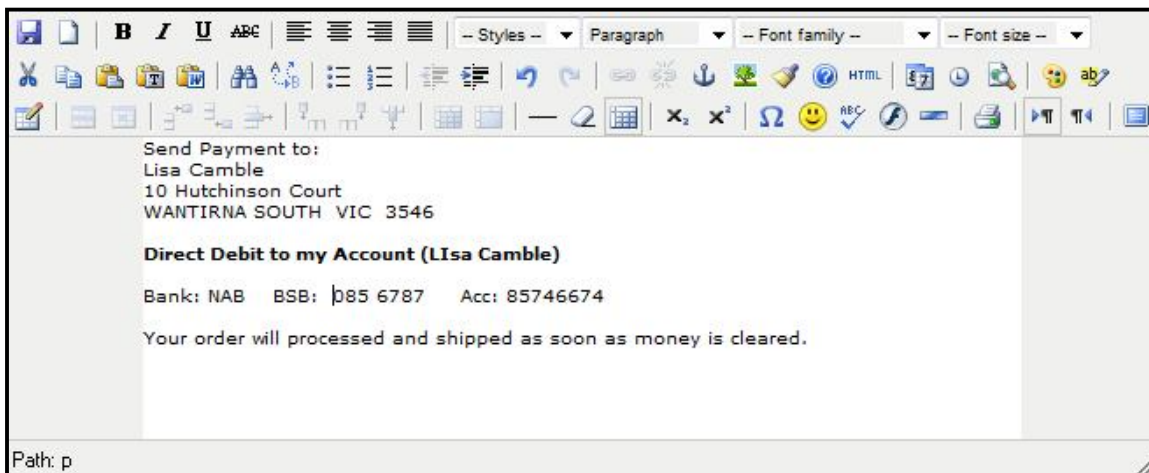 B I U ABC -- Styles -- Paragraph -- Font family -- -- Font size --
HTML
Send Payment to:
Lisa Camble
10 Hutchinson Court
WANTIRNA SOUTH VIC 3546
Direct Debit to my Account (LIsa Camble)
Bank: NAB BSB: 085 6787 Acc: 85746674
Your order will processed and shipped as soon as money is cleared.
Path: p